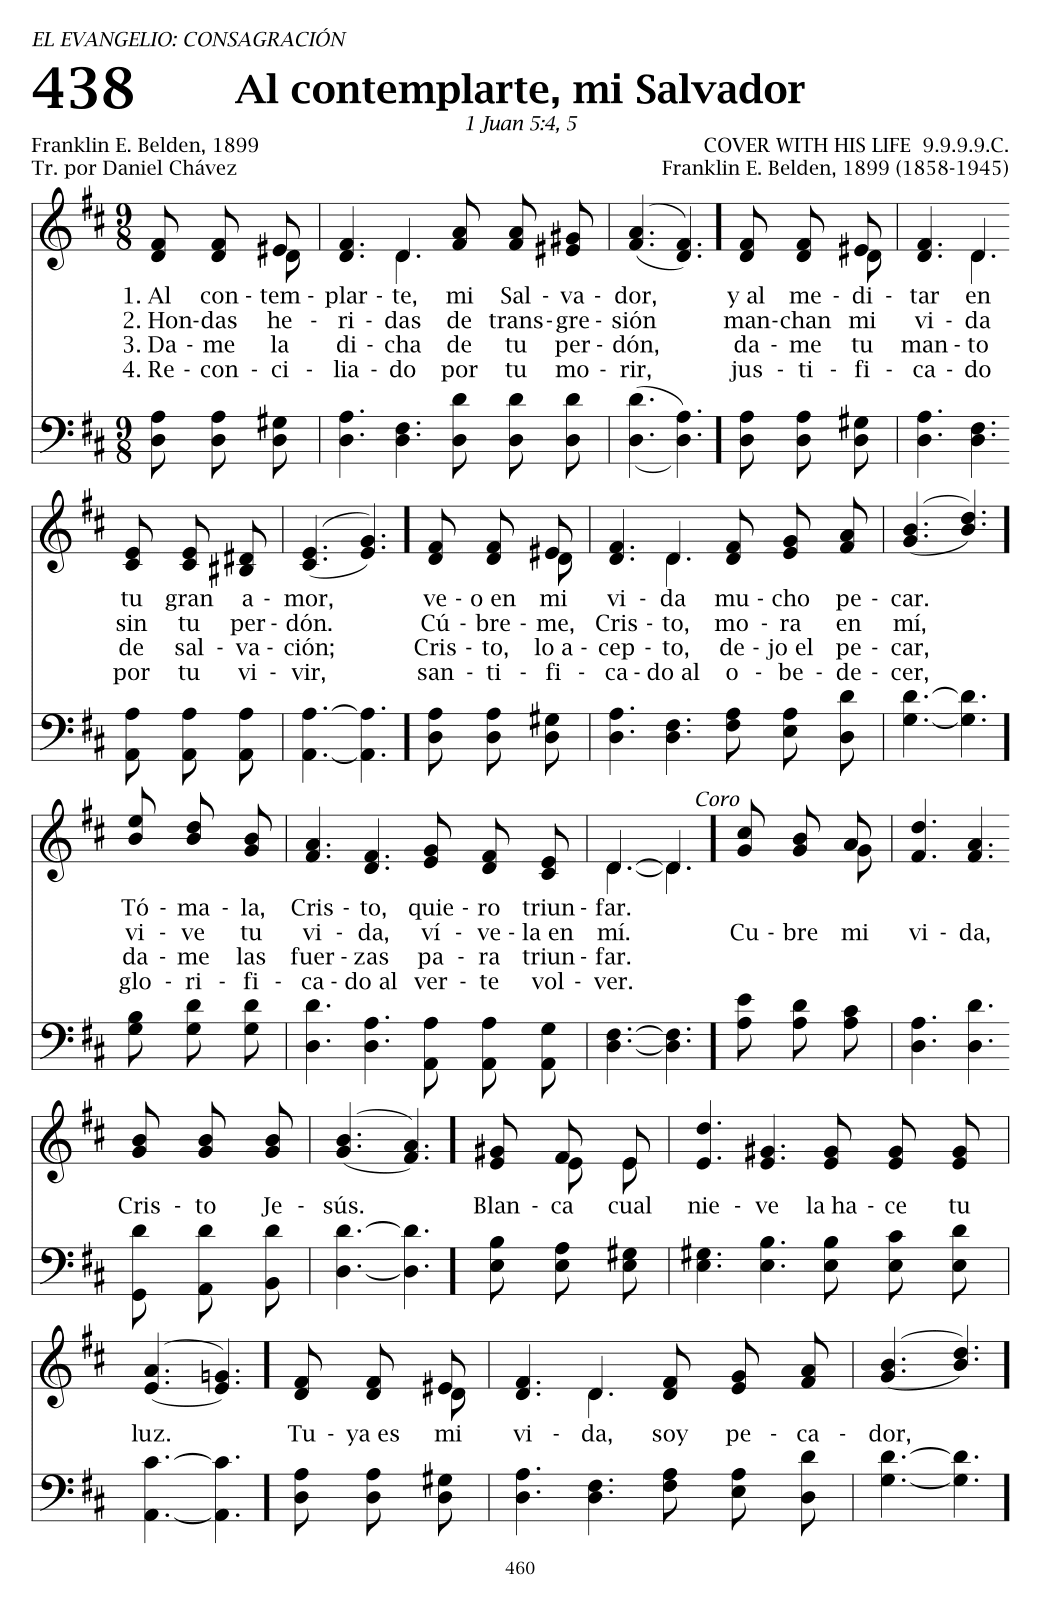 EL EVANGELIO: CONSAGRACIÓN
438 Al contemplarte, mi Salvador
1 Juan 5:4, 5
Franklin E. Belden, 1899 COVER WITH HIS LIFE 9.9.9.9.C.
Tr. por Daniel Chávez Franklin E. Belden, 1899 (1858-1945)
9 8
1. Al con - tem - plar - te, mi Sal - va - dor, y al me - di - tar en
2. Hon - das he - ri - das de trans - gre - sión man - chan mi vi - da
3. Da - me la di - cha de tu per - dón, da - me tu man - to
4. Re - con - ci - lia - do por tu mo - rir, jus - ti - fi - ca - do
9 8
tu gran a - mor, ve - o en mi vi - da mu - cho pe - car.
sin tu per - dón. Cú - bre - me, Cris - to, mo - ra en mí,
de sal - va - ción; Cris - to, lo a - cep - to, de - jo el pe - car,
por tu vi - vir, san - ti - fi - ca - do al o - be - de - cer,
Coro
Tó - ma - la, Cris - to, quie - ro triun - far.
vi - ve tu vi - da, ví - ve - la en mí. Cu - bre mi vi - da,
da - me las fuer - zas pa - ra triun - far.
glo - ri - fi - ca - do al ver - te vol - ver.
Cris - to Je - sús. Blan - ca cual nie - ve la ha - ce tu
luz. Tu - ya es mi vi - da, soy pe - ca - dor,
460